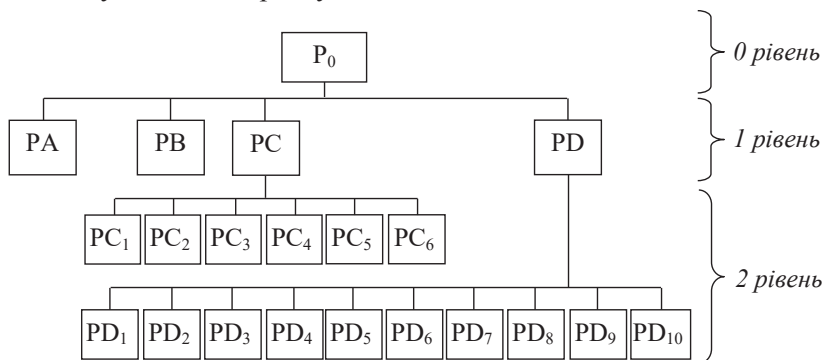 P₀
0 рівень
PA PB PC PD
1 рівень
PC₁ PC₂ PC₃ PC₄ PC₅ PC₆
2 рівень
PD₁ PD₂ PD₃ PD₄ PD₅ PD₆ PD₇ PD₈ PD₉ PD₁₀